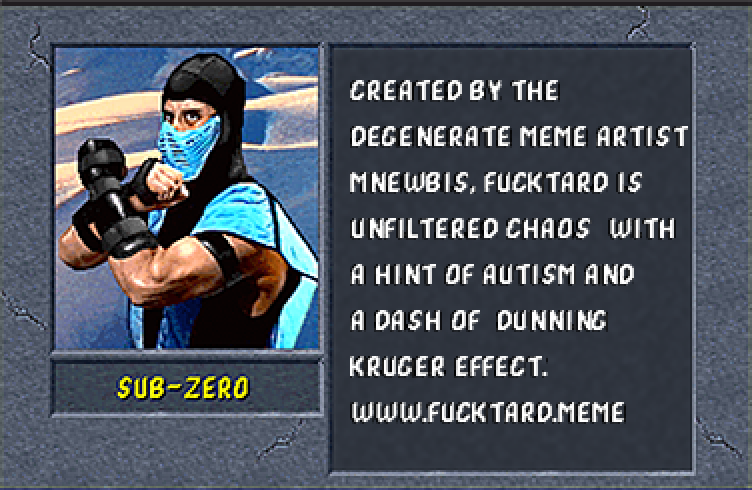 CREATED BY THE
DEGENERATE MEME ARTIST
MNEWBIS, FUCKTARD IS
UNFILTERED CHAOS WITH
A HINT OF AUTISM AND
A DASH OF DUNNING
KRUGER EFFECT.
WWW.FUCKTARD.MEME
SUB-ZERO